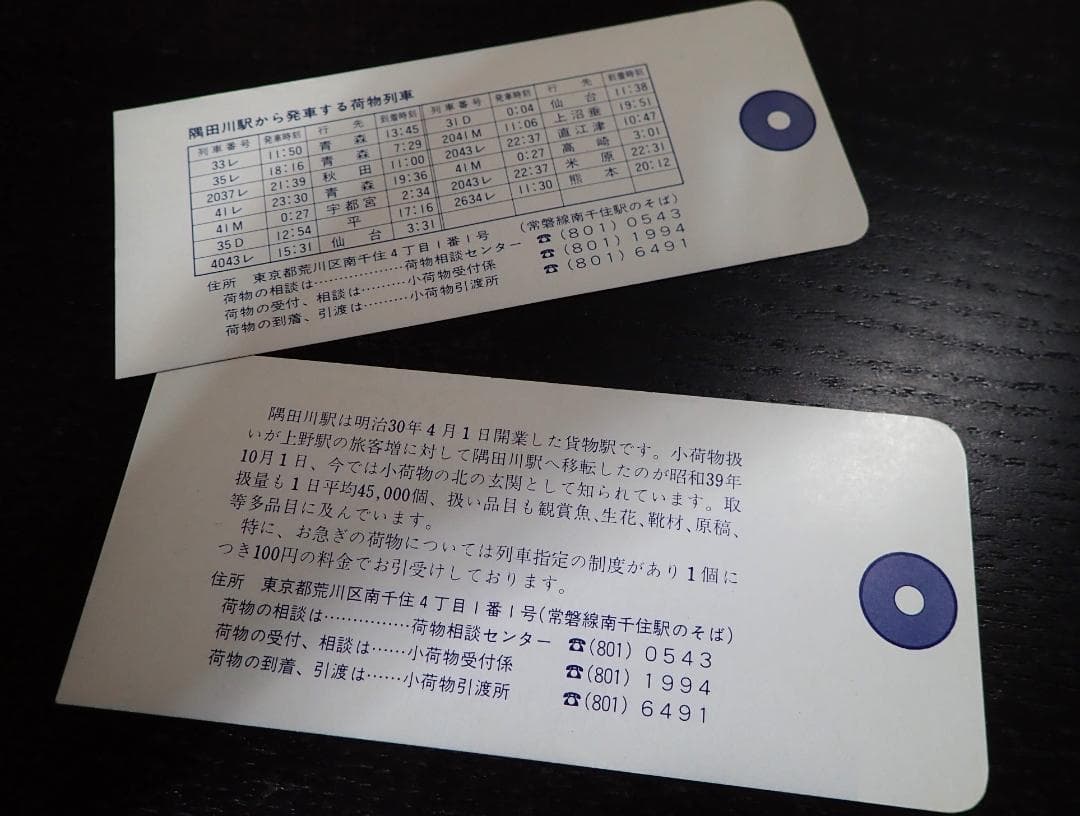 隅田川駅から発車する荷物列車
列車番号 発車時刻 行先 到着時刻 列車番号 発車時刻 行先 到着時刻
33レ 11:50 青森 13:45 31D 0:04 仙台 11:38
35レ 18:16 青森 7:29 2041M 11:06 上沼垂 19:51
2037レ 21:39 秋田 11:00 2043レ 22:37 直江津 10:47
41レ 23:30 青森 19:36 41M 0:27 高崎 3:01
41M 0:27 宇都宮 2:34 2043レ 22:37 米原 22:31
35D 12:54 平 17:16 2634レ 11:30 熊本 20:12
4043レ 15:31 仙台 3:31
住所 東京都荒川区南千住4丁目1番1号 (常磐線南千住駅のそば)
荷物の相談は……………荷物相談センター ☎(801)0543
荷物の受付、相談は………小荷物受付係 ☎(801)1994
荷物の到着、引渡は………小荷物引渡所 ☎(801)6491
隅田川駅は明治30年4月1日開業した貨物駅です。小荷物扱
いが上野駅の旅客増に対して隅田川駅へ移転したのが昭和39年
10月1日、今では小荷物の北の玄関として知られています。取
扱量も1日平均45,000個、扱い品目も観賞魚、生花、靴材、原稿、
等多品目に及んでいます。
特に、お急ぎの荷物については列車指定の制度があり1個に
つき100円の料金でお引受けしております。
住所 東京都荒川区南千住4丁目1番1号(常磐線南千住駅のそば)
荷物の相談は……………荷物相談センター ☎(801)0543
荷物の受付、相談は……小荷物受付係 ☎(801)1994
荷物の到着、引渡は……小荷物引渡所 ☎(801)6491